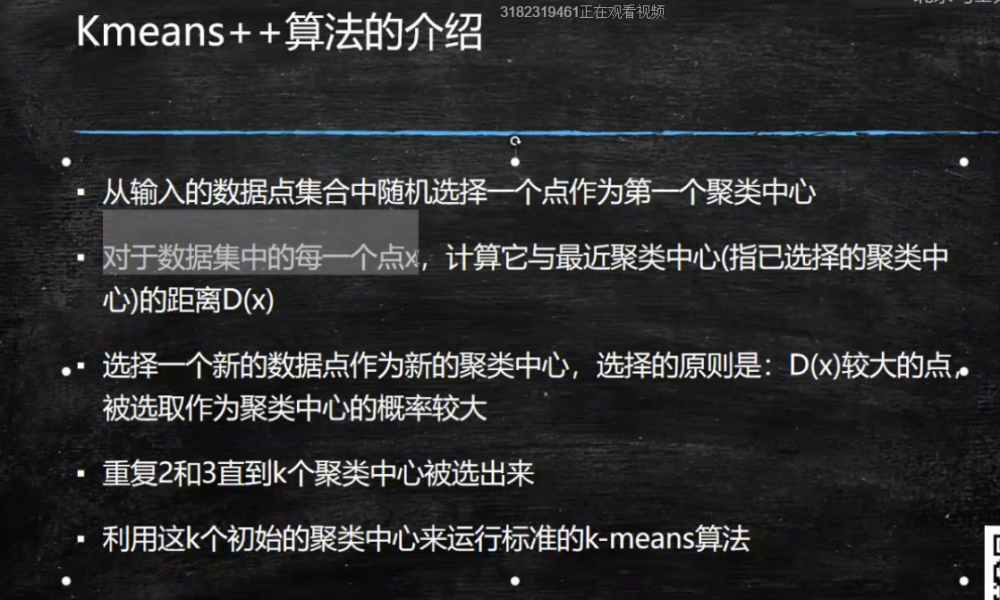 3182319461正在观看视频
Kmeans++算法的介绍
▪ 从输入的数据点集合中随机选择一个点作为第一个聚类中心
▪ 对于数据集中的每一个点x，计算它与最近聚类中心(指已选择的聚类中
心)的距离D(x)
▪ 选择一个新的数据点作为新的聚类中心，选择的原则是：D(x)较大的点，
被选取作为聚类中心的概率较大
▪ 重复2和3直到k个聚类中心被选出来
▪ 利用这k个初始的聚类中心来运行标准的k-means算法